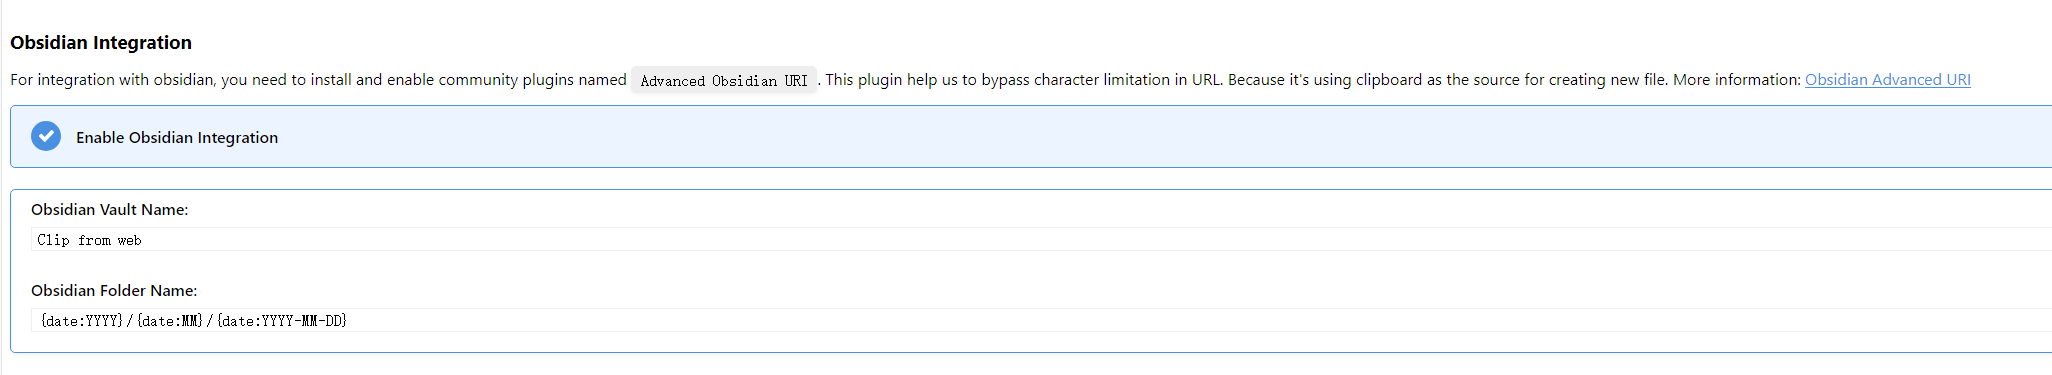 Obsidian Integration
For integration with obsidian, you need to install and enable community plugins named Advanced Obsidian URI. This plugin help us to bypass character limitation in URL. Because it's using clipboard as the source for creating new file. More information: Obsidian Advanced URI
Enable Obsidian Integration
Obsidian Vault Name:
Clip from web
Obsidian Folder Name:
{date:YYYY}/{date:MM}/{date:YYYY-MM-DD}